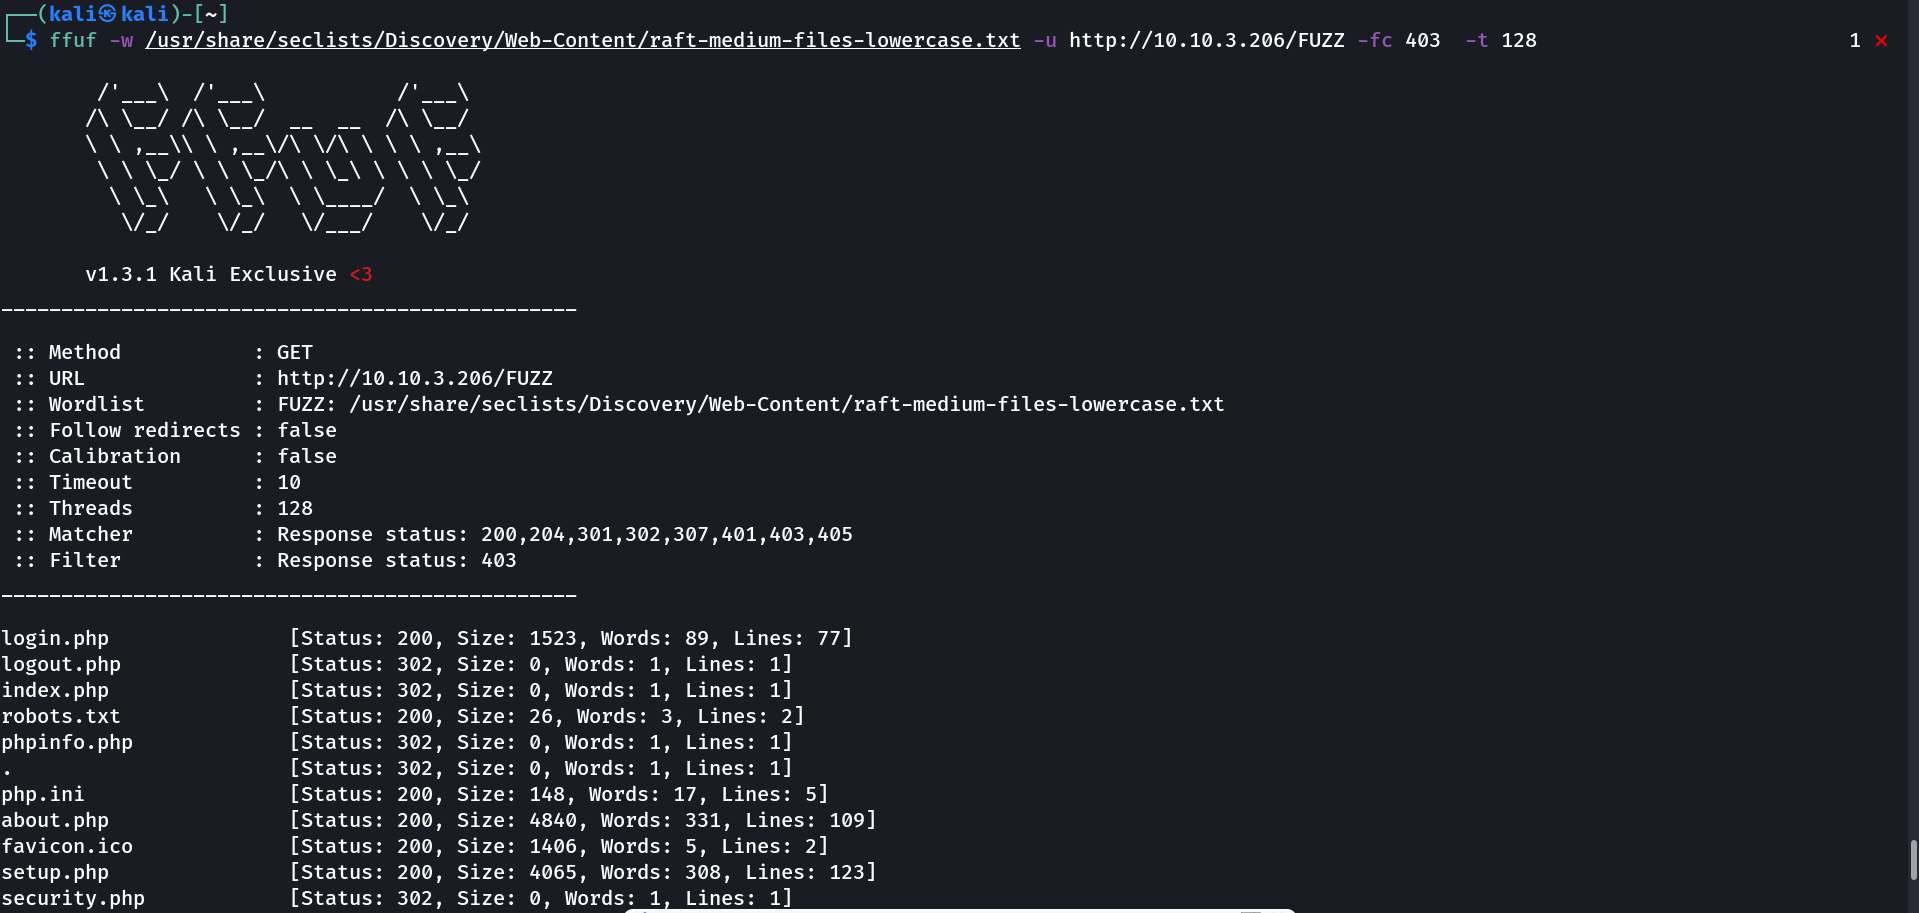 ┌──(kali㉿kali)-[~]
└─$ ffuf -w /usr/share/seclists/Discovery/Web-Content/raft-medium-files-lowercase.txt -u http://10.10.3.206/FUZZ -fc 403  -t 128 1 ⨯
        /'___\  /'___\           /'___\
       /\ \__/ /\ \__/  __  __  /\ \__/
       \ \ ,__\\ \ ,__\/\ \/\ \ \ \ ,__\
        \ \ \_/ \ \ \_/\ \ \_\ \ \ \ \_/
         \ \_\   \ \_\  \ \____/  \ \_\
          \/_/    \/_/   \/___/    \/_/
       v1.3.1 Kali Exclusive <3
________________________________________________
 :: Method           : GET
 :: URL              : http://10.10.3.206/FUZZ
 :: Wordlist         : FUZZ: /usr/share/seclists/Discovery/Web-Content/raft-medium-files-lowercase.txt
 :: Follow redirects : false
 :: Calibration      : false
 :: Timeout          : 10
 :: Threads          : 128
 :: Matcher          : Response status: 200,204,301,302,307,401,403,405
 :: Filter           : Response status: 403
________________________________________________
login.php               [Status: 200, Size: 1523, Words: 89, Lines: 77]
logout.php              [Status: 302, Size: 0, Words: 1, Lines: 1]
index.php               [Status: 302, Size: 0, Words: 1, Lines: 1]
robots.txt              [Status: 200, Size: 26, Words: 3, Lines: 2]
phpinfo.php             [Status: 302, Size: 0, Words: 1, Lines: 1]
.                       [Status: 302, Size: 0, Words: 1, Lines: 1]
php.ini                 [Status: 200, Size: 148, Words: 17, Lines: 5]
about.php               [Status: 200, Size: 4840, Words: 331, Lines: 109]
favicon.ico             [Status: 200, Size: 1406, Words: 5, Lines: 2]
setup.php               [Status: 200, Size: 4065, Words: 308, Lines: 123]
security.php            [Status: 302, Size: 0, Words: 1, Lines: 1]